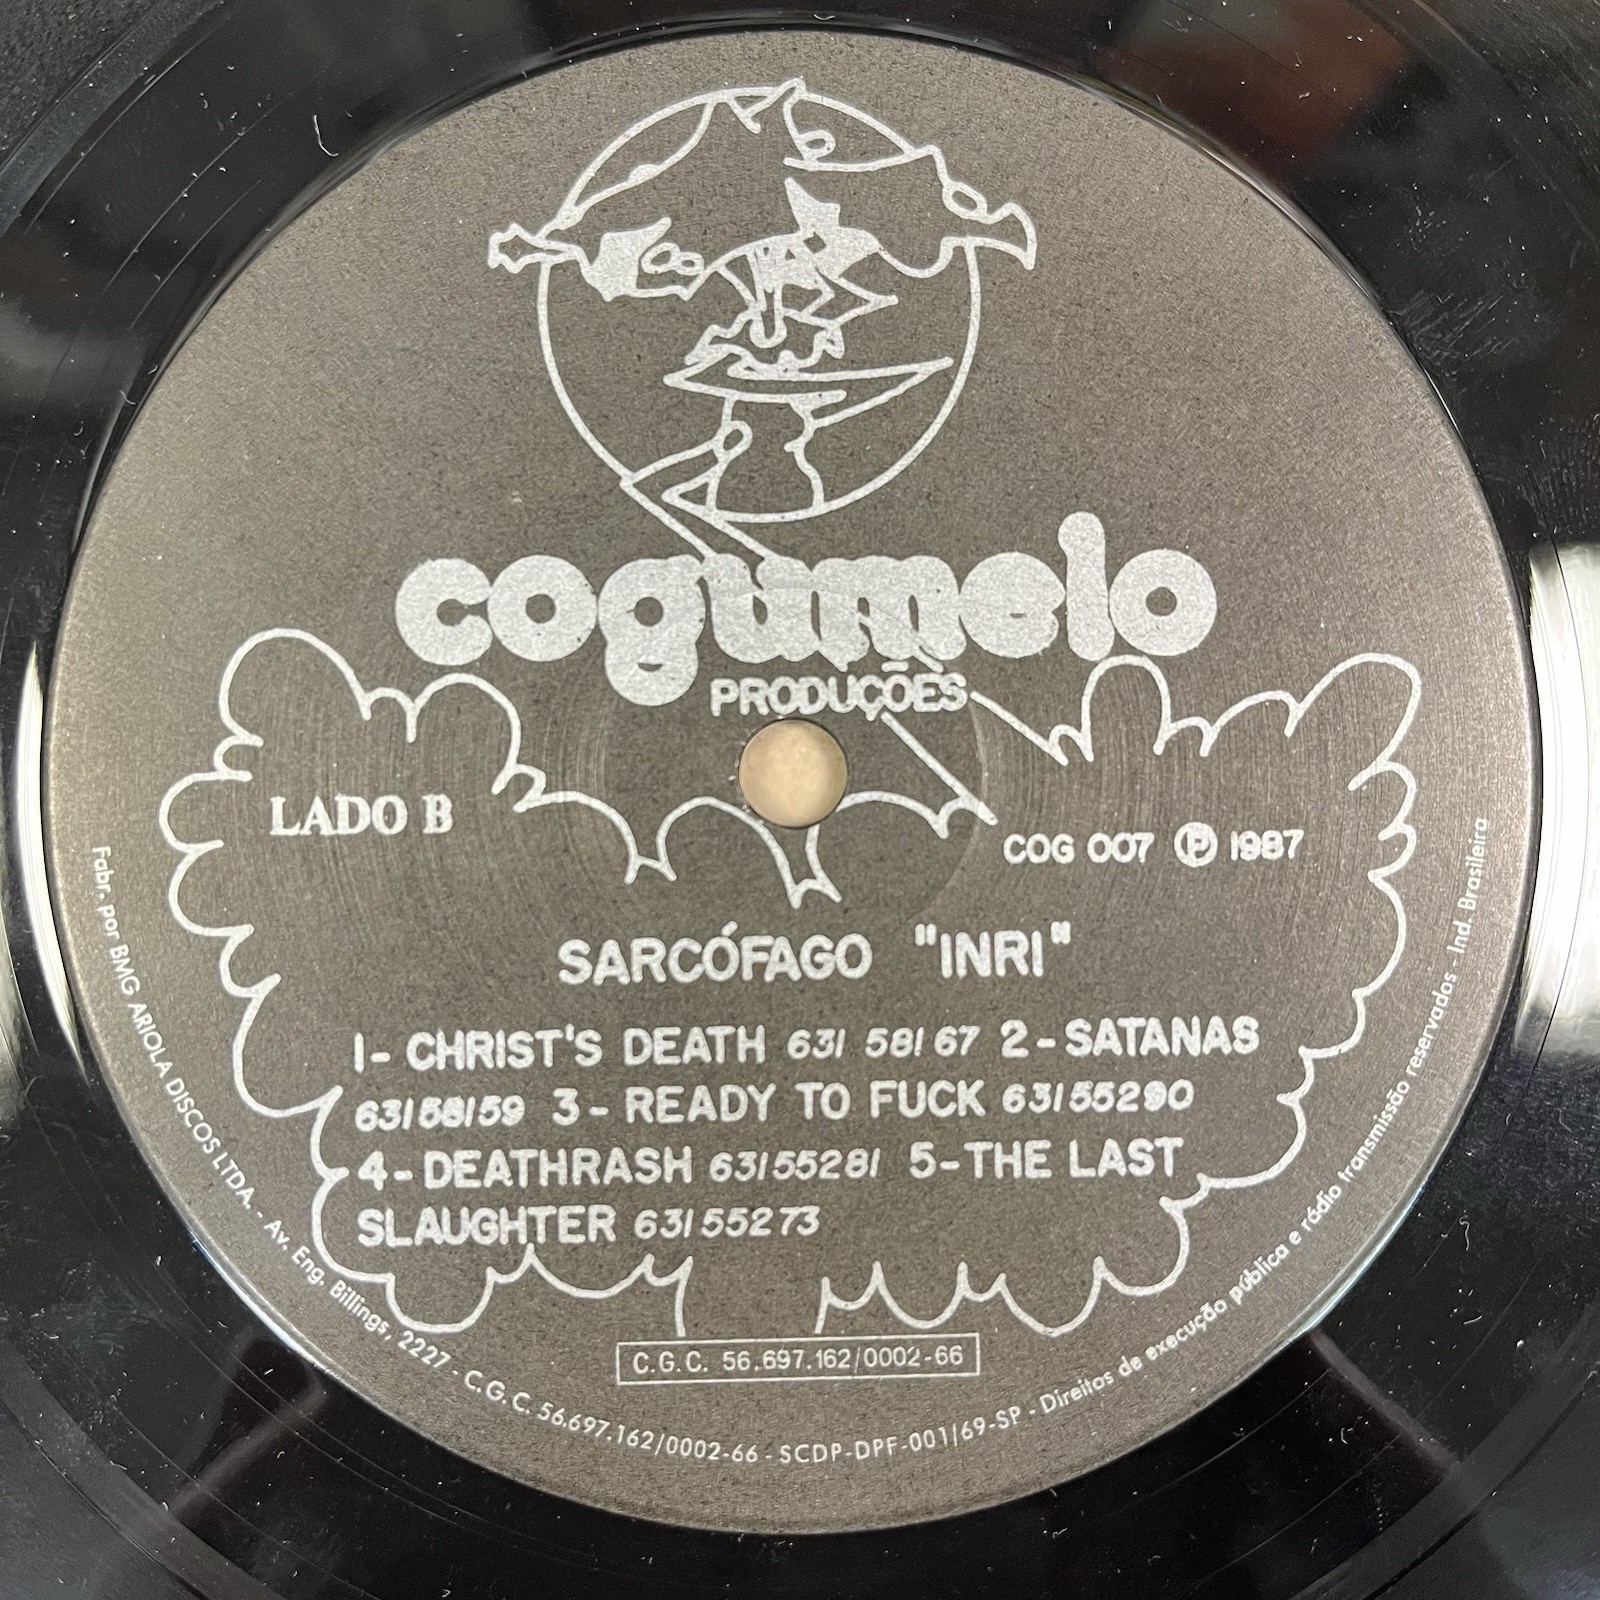 cogumelo
PRODUÇÕES
LADO B
COG 007 Ⓟ 1987
SARCÓFAGO "INRI"
1- CHRIST'S DEATH 631 58167 2-SATANAS
63158159 3- READY TO FUCK 63155290
4-DEATHRASH 63155281 5-THE LAST
SLAUGHTER 63155273
C.G.C. 56.697.162/0002-66
Fabr. por BMG ARIOLA DISCOS LTDA. - Av. Eng. Billings, 2227 - C.G.C. 56.697.162/0002-66 - SCDP-DPF-001/69-SP - Direitos de execução pública e rádio transmissão reservados - Ind. Brasileira